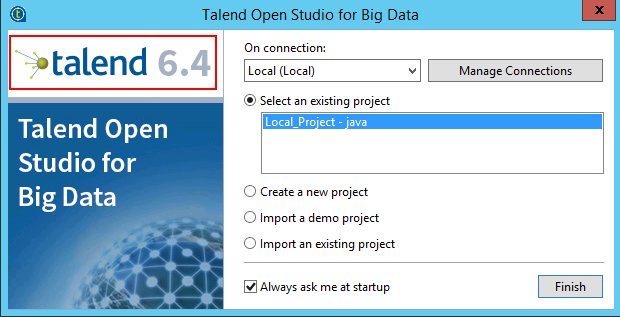 Talend Open Studio for Big Data
x
talend 6.4
Talend Open
Studio for
Big Data
On connection:
Local (Local)
Manage Connections
Select an existing project
Local_Project - java
Create a new project
Import a demo project
Import an existing project
Always ask me at startup
Finish